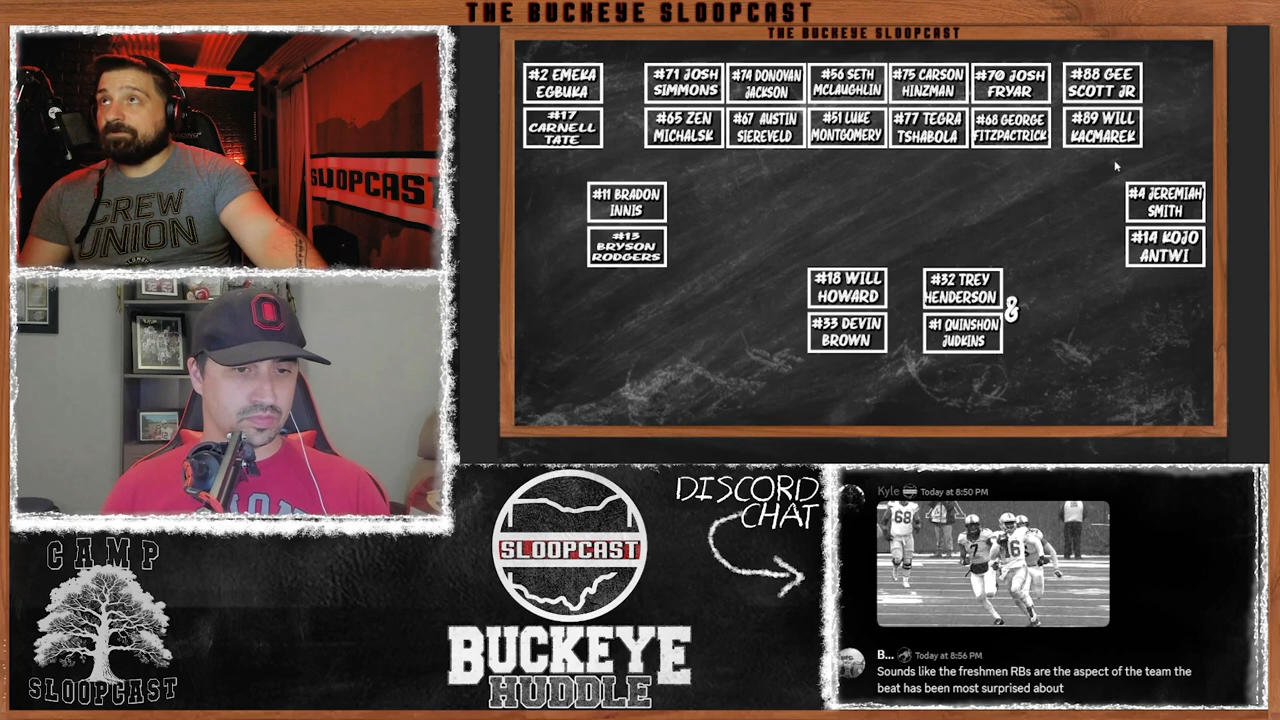 THE BUCKEYE SLOOPCAST
THE BUCKEYE SLOOPCAST
CREW
UNION
SLOOPCAST
#2 EMEKA
EGBUKA
#17
CARNELL
TATE
#71 JOSH
SIMMONS
#65 ZEN
MICHALSK
#74 DONOVAN
JACKSON
#67 AUSTIN
SIEREVELD
#56 SETH
MCLAUGHLIN
#51 LUKE
MONTGOMERY
#75 CARSON
HINZMAN
#77 TEGRA
TSHABOLA
#70 JOSH
FRYAR
#68 GEORGE
FITZPACTRICK
#88 GEE
SCOTT JR
#89 WILL
KACMAREK
#11 BRADON
INNIS
#13
BRYSON
RODGERS
#4 JEREMIAH
SMITH
#14 KOJO
ANTWI
#18 WILL
HOWARD
#33 DEVIN
BROWN
#32 TREY
HENDERSON
&
#1 QUINSHON
JUDKINS
CAMP
SLOOPCAST
SLOOPCAST
BUCKEYE
HUDDLE
DISCORD
CHAT
Kyle Today at 8:50 PM
68
7
16
B... Today at 8:56 PM
Sounds like the freshmen RBs are the aspect of the team the
beat has been most surprised about